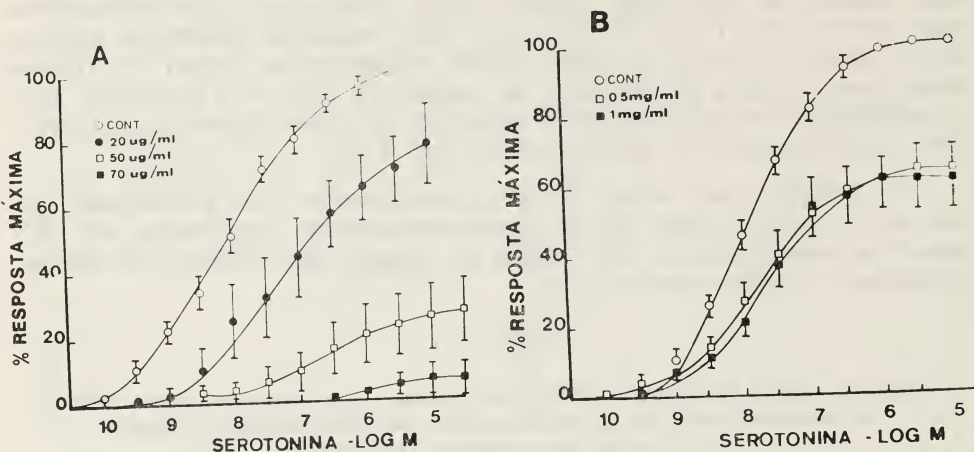 A
% RESPOSTA MÁXIMA
100
80
60
40
20
0
○ CONT
● 20 ug/ml
□ 50 ug/ml
■ 70 ug/ml
10 9 8 7 6 5
SEROTONINA - LOG M
B
% RESPOSTA MÁXIMA
100
80
60
40
20
0
○ CONT
□ 05mg/ml
■ 1mg/ml
10 9 8 7 6 5
SEROTONINA - LOG M